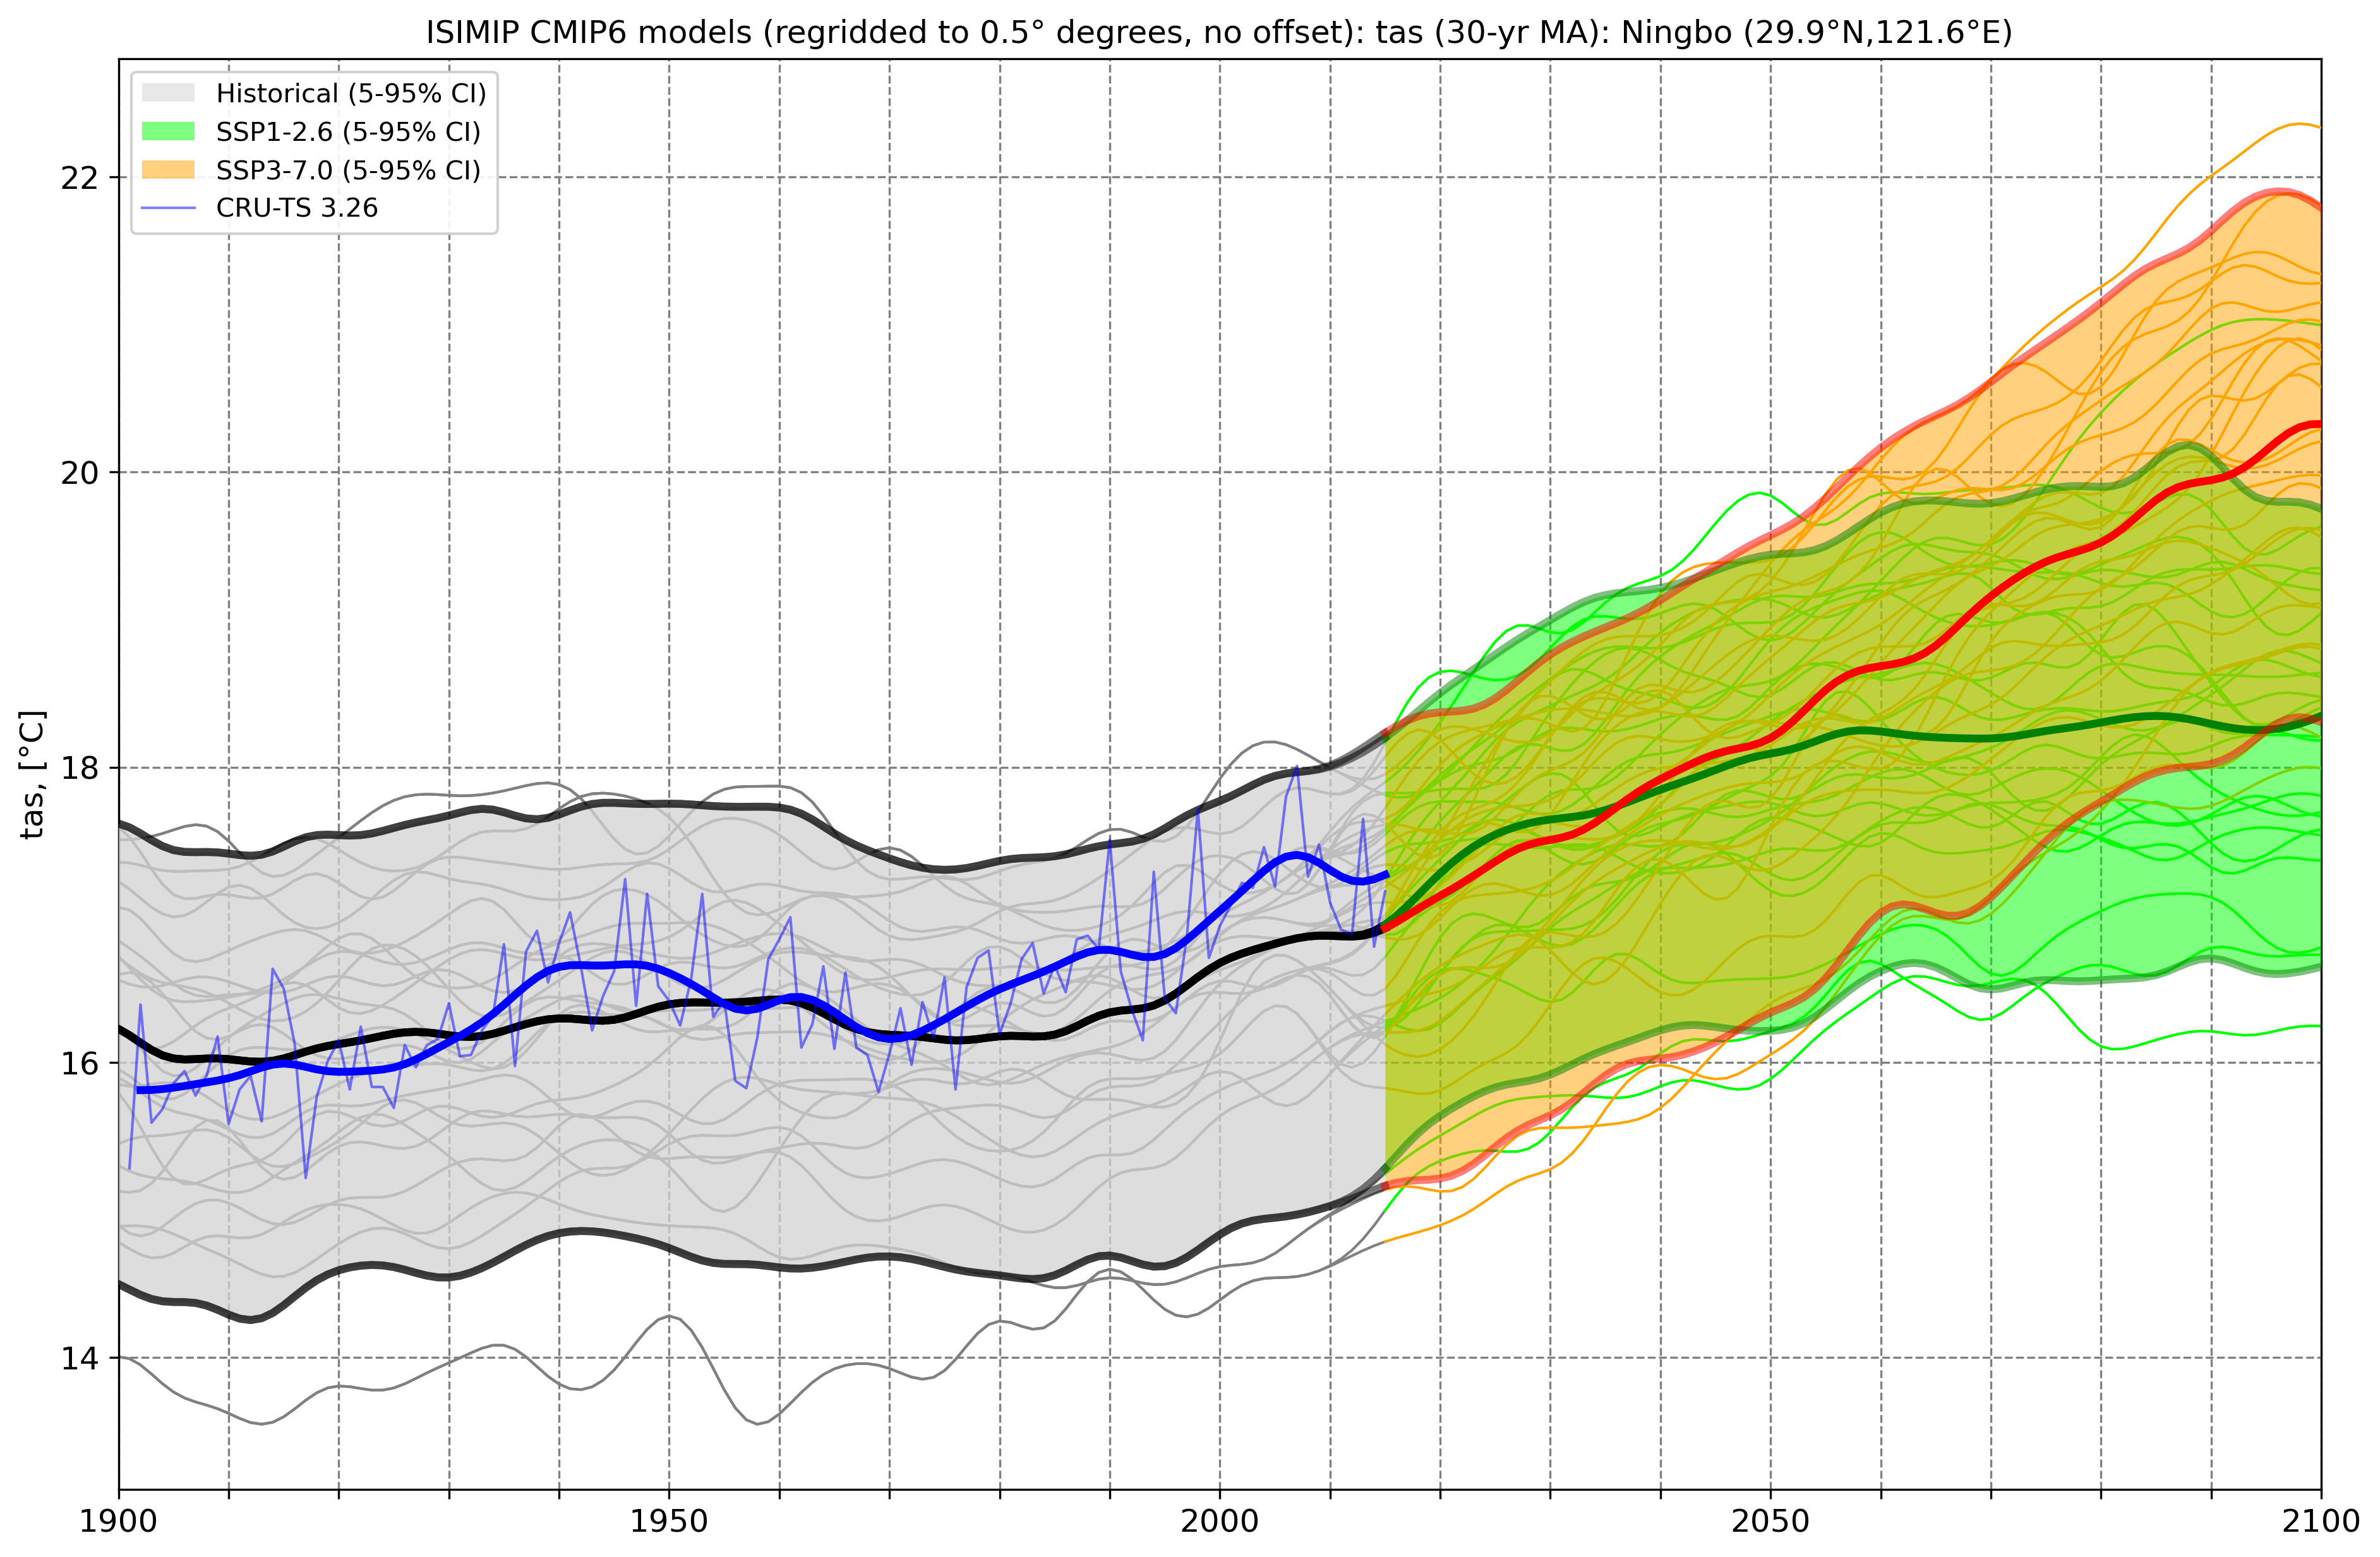 ISIMIP CMIP6 models (regridded to 0.5° degrees, no offset): tas (30-yr MA): Ningbo (29.9°N,121.6°E)
Historical (5-95% CI)
SSP1-2.6 (5-95% CI)
SSP3-7.0 (5-95% CI)
CRU-TS 3.26
tas, [°C]
22
20
18
16
14
1900
1950
2000
2050
2100